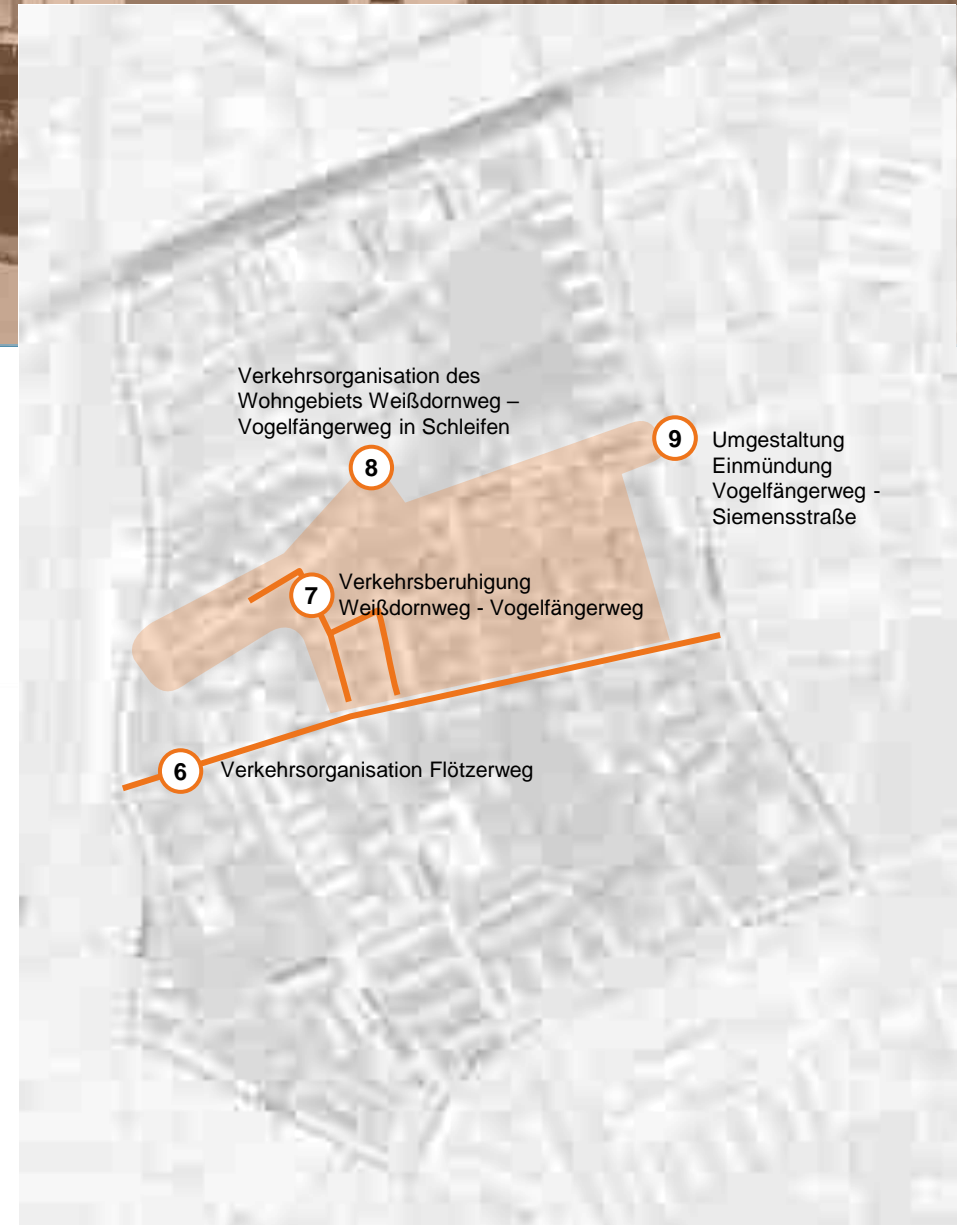 Verkehrsorganisation des
Wohngebiets Weißdornweg –
Vogelfängerweg in Schleifen
8
9
Umgestaltung
Einmündung
Vogelfängerweg -
Siemensstraße
7
Verkehrsberuhigung
Weißdornweg - Vogelfängerweg
6
Verkehrsorganisation Flötzerweg